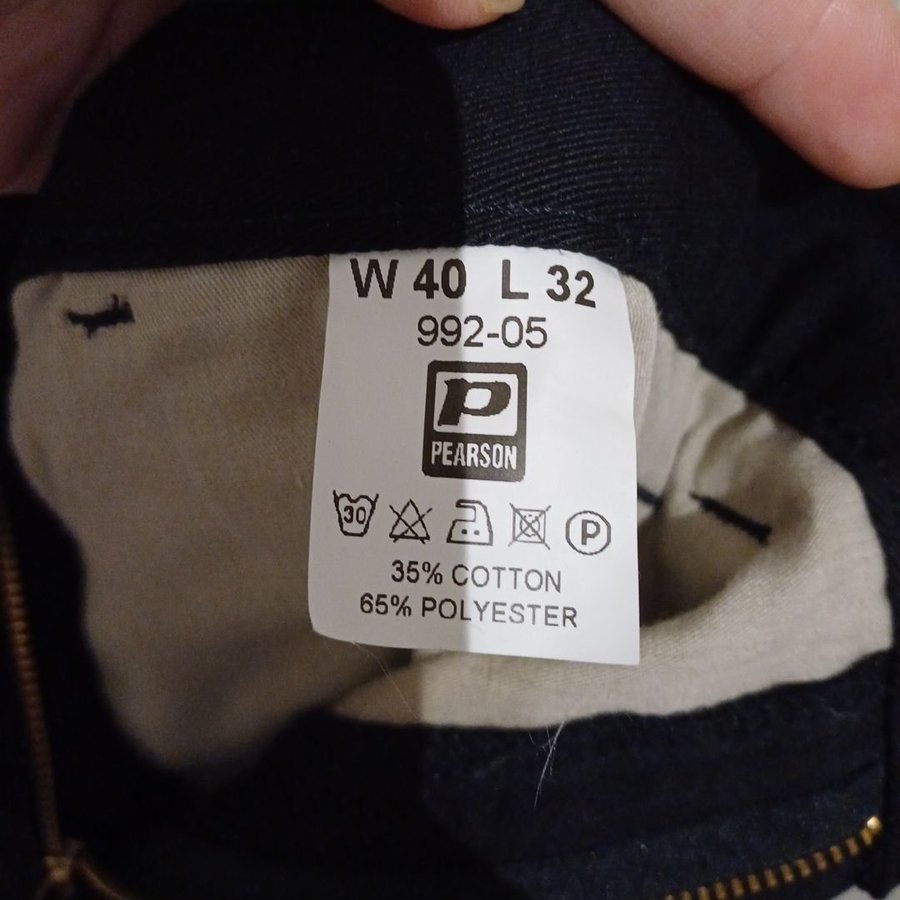 W 40 L 32
992-05
P
PEARSON
30 P
35% COTTON
65% POLYESTER